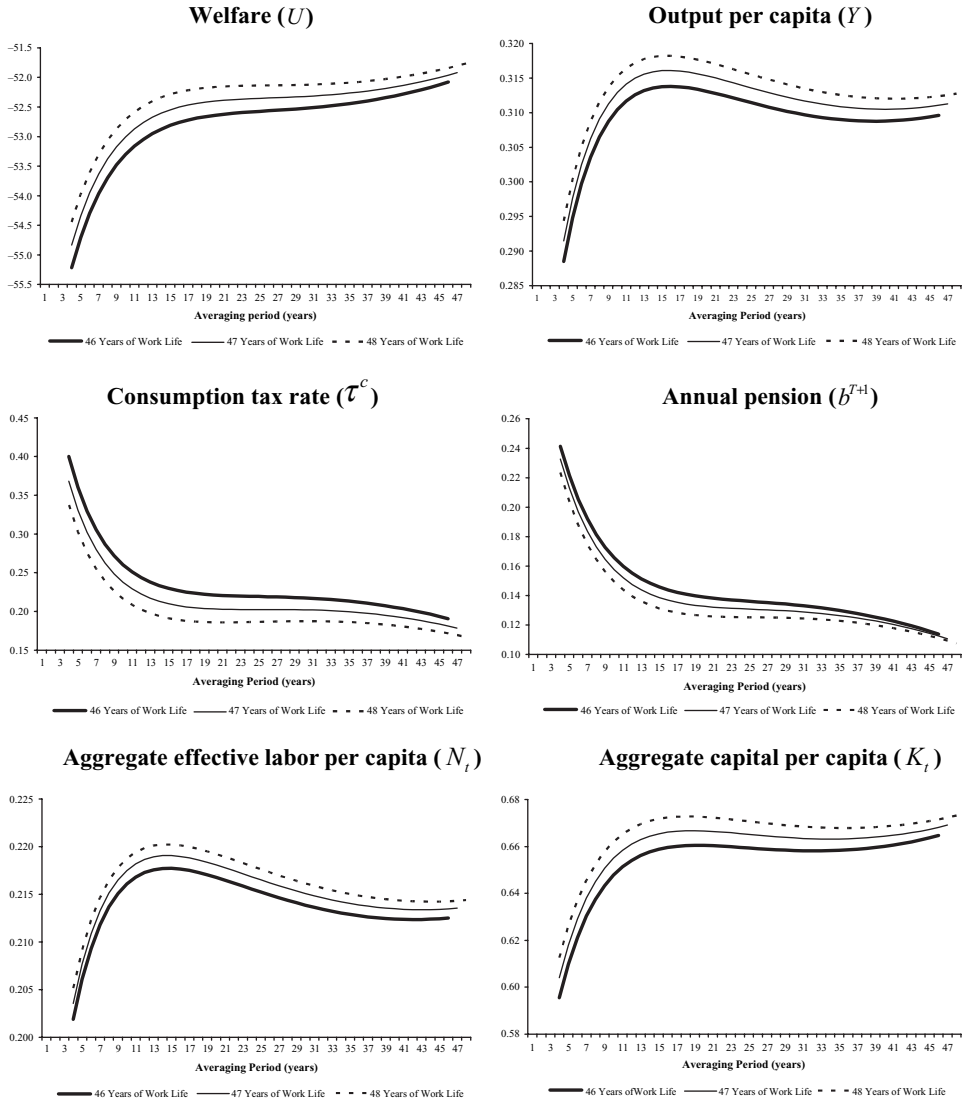 Welfare (U)
−51.5
−52.0
−52.5
−53.0
−53.5
−54.0
−54.5
−55.0
−55.5
1 3 5 7 9 11 13 15 17 19 21 23 25 27 29 31 33 35 37 39 41 43 45 47
Averaging period (years)
46 Years of Work Life 47 Years of Work Life 48 Years of Work Life
Output per capita (Y)
0.320
0.315
0.310
0.305
0.300
0.295
0.290
0.285
1 3 5 7 9 11 13 15 17 19 21 23 25 27 29 31 33 35 37 39 41 43 45 47
Averaging Period (years)
46 Years of Work Life 47 Years of Work Life 48 Years of Work Life
Consumption tax rate (τ^c)
0.45
0.40
0.35
0.30
0.25
0.20
0.15
1 3 5 7 9 11 13 15 17 19 21 23 25 27 29 31 33 35 37 39 41 43 45 47
Averaging Period (years)
46 Years of Work Life 47 Years of Work Life 48 Years of Work Life
Annual pension (b^{T+1})
0.26
0.24
0.22
0.20
0.18
0.16
0.14
0.12
0.10
1 3 5 7 9 11 13 15 17 19 21 23 25 27 29 31 33 35 37 39 41 43 45 47
Averaging Period (years)
46 Years of Work Life 47 Years of Work Life 48 Years of Work Life
Aggregate effective labor per capita (N_t)
0.225
0.220
0.215
0.210
0.205
0.200
1 3 5 7 9 11 13 15 17 19 21 23 25 27 29 31 33 35 37 39 41 43 45 47
Averaging Period (years)
46 Years of Work Life 47 Years of Work Life 48 Years of Work Life
Aggregate capital per capita (K_t)
0.68
0.66
0.64
0.62
0.60
0.58
1 3 5 7 9 11 13 15 17 19 21 23 25 27 29 31 33 35 37 39 41 43 45 47
Averaging Period (years)
46 Years ofWork Life 47 Years ofWork Life 48 Years ofWork Life